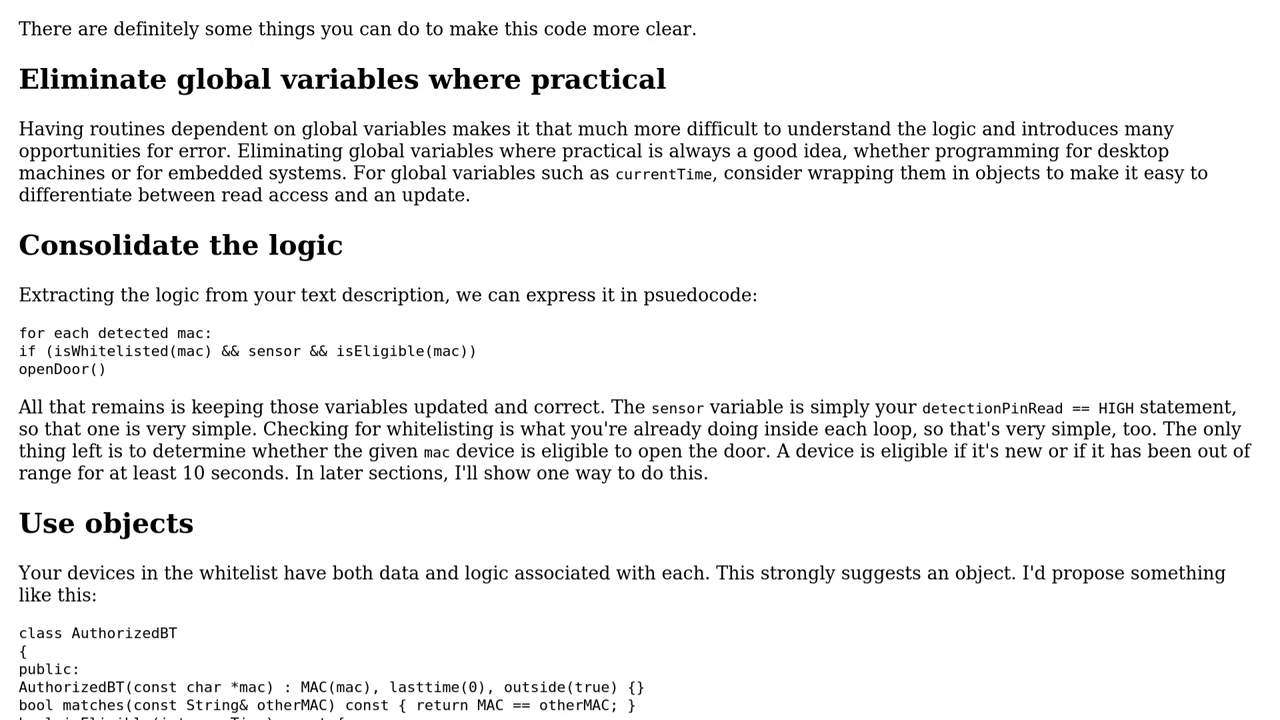 There are definitely some things you can do to make this code more clear.
Eliminate global variables where practical
Having routines dependent on global variables makes it that much more difficult to understand the logic and introduces many
opportunities for error. Eliminating global variables where practical is always a good idea, whether programming for desktop
machines or for embedded systems. For global variables such as currentTime, consider wrapping them in objects to make it easy to
differentiate between read access and an update.
Consolidate the logic
Extracting the logic from your text description, we can express it in psuedocode:
for each detected mac:
if (isWhitelisted(mac) && sensor && isEligible(mac))
openDoor()
All that remains is keeping those variables updated and correct. The sensor variable is simply your detectionPinRead == HIGH statement,
so that one is very simple. Checking for whitelisting is what you're already doing inside each loop, so that's very simple, too. The only
thing left is to determine whether the given mac device is eligible to open the door. A device is eligible if it's new or if it has been out of
range for at least 10 seconds. In later sections, I'll show one way to do this.
Use objects
Your devices in the whitelist have both data and logic associated with each. This strongly suggests an object. I'd propose something
like this:
class AuthorizedBT
{
public:
AuthorizedBT(const char *mac) : MAC(mac), lasttime(0), outside(true) {}
bool matches(const String& otherMAC) const { return MAC == otherMAC; }